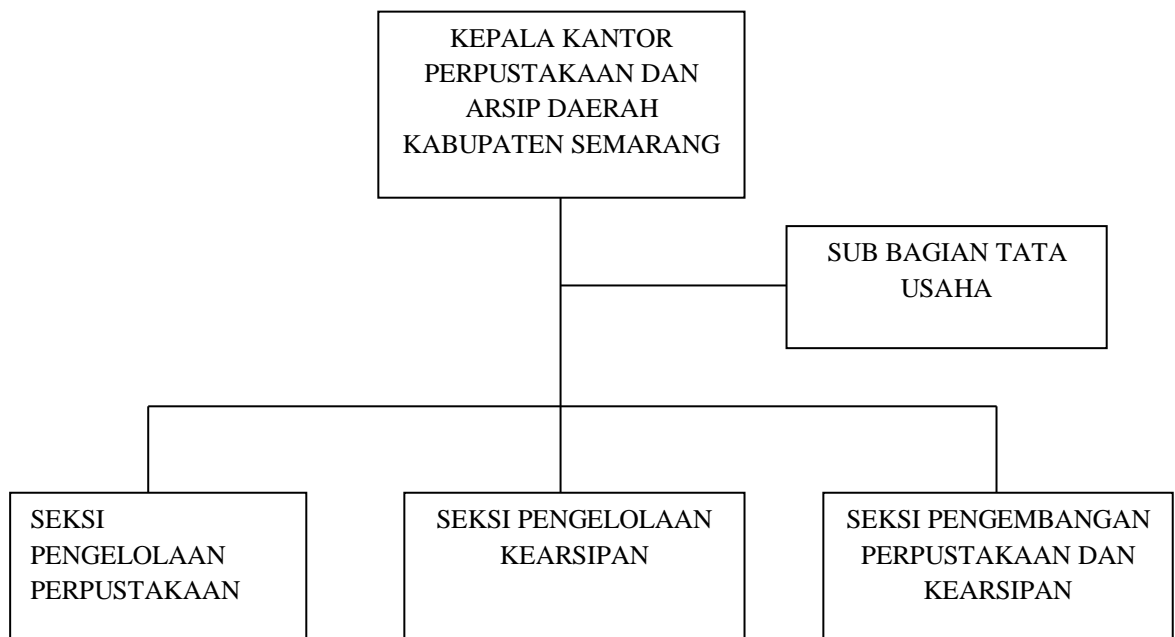 KEPALA KANTOR
PERPUSTAKAAN DAN
ARSIP DAERAH
KABUPATEN SEMARANG
SUB BAGIAN TATA
USAHA
SEKSI
PENGELOLAAN
PERPUSTAKAAN
SEKSI PENGELOLAAN
KEARSIPAN
SEKSI PENGEMBANGAN
PERPUSTAKAAN DAN
KEARSIPAN